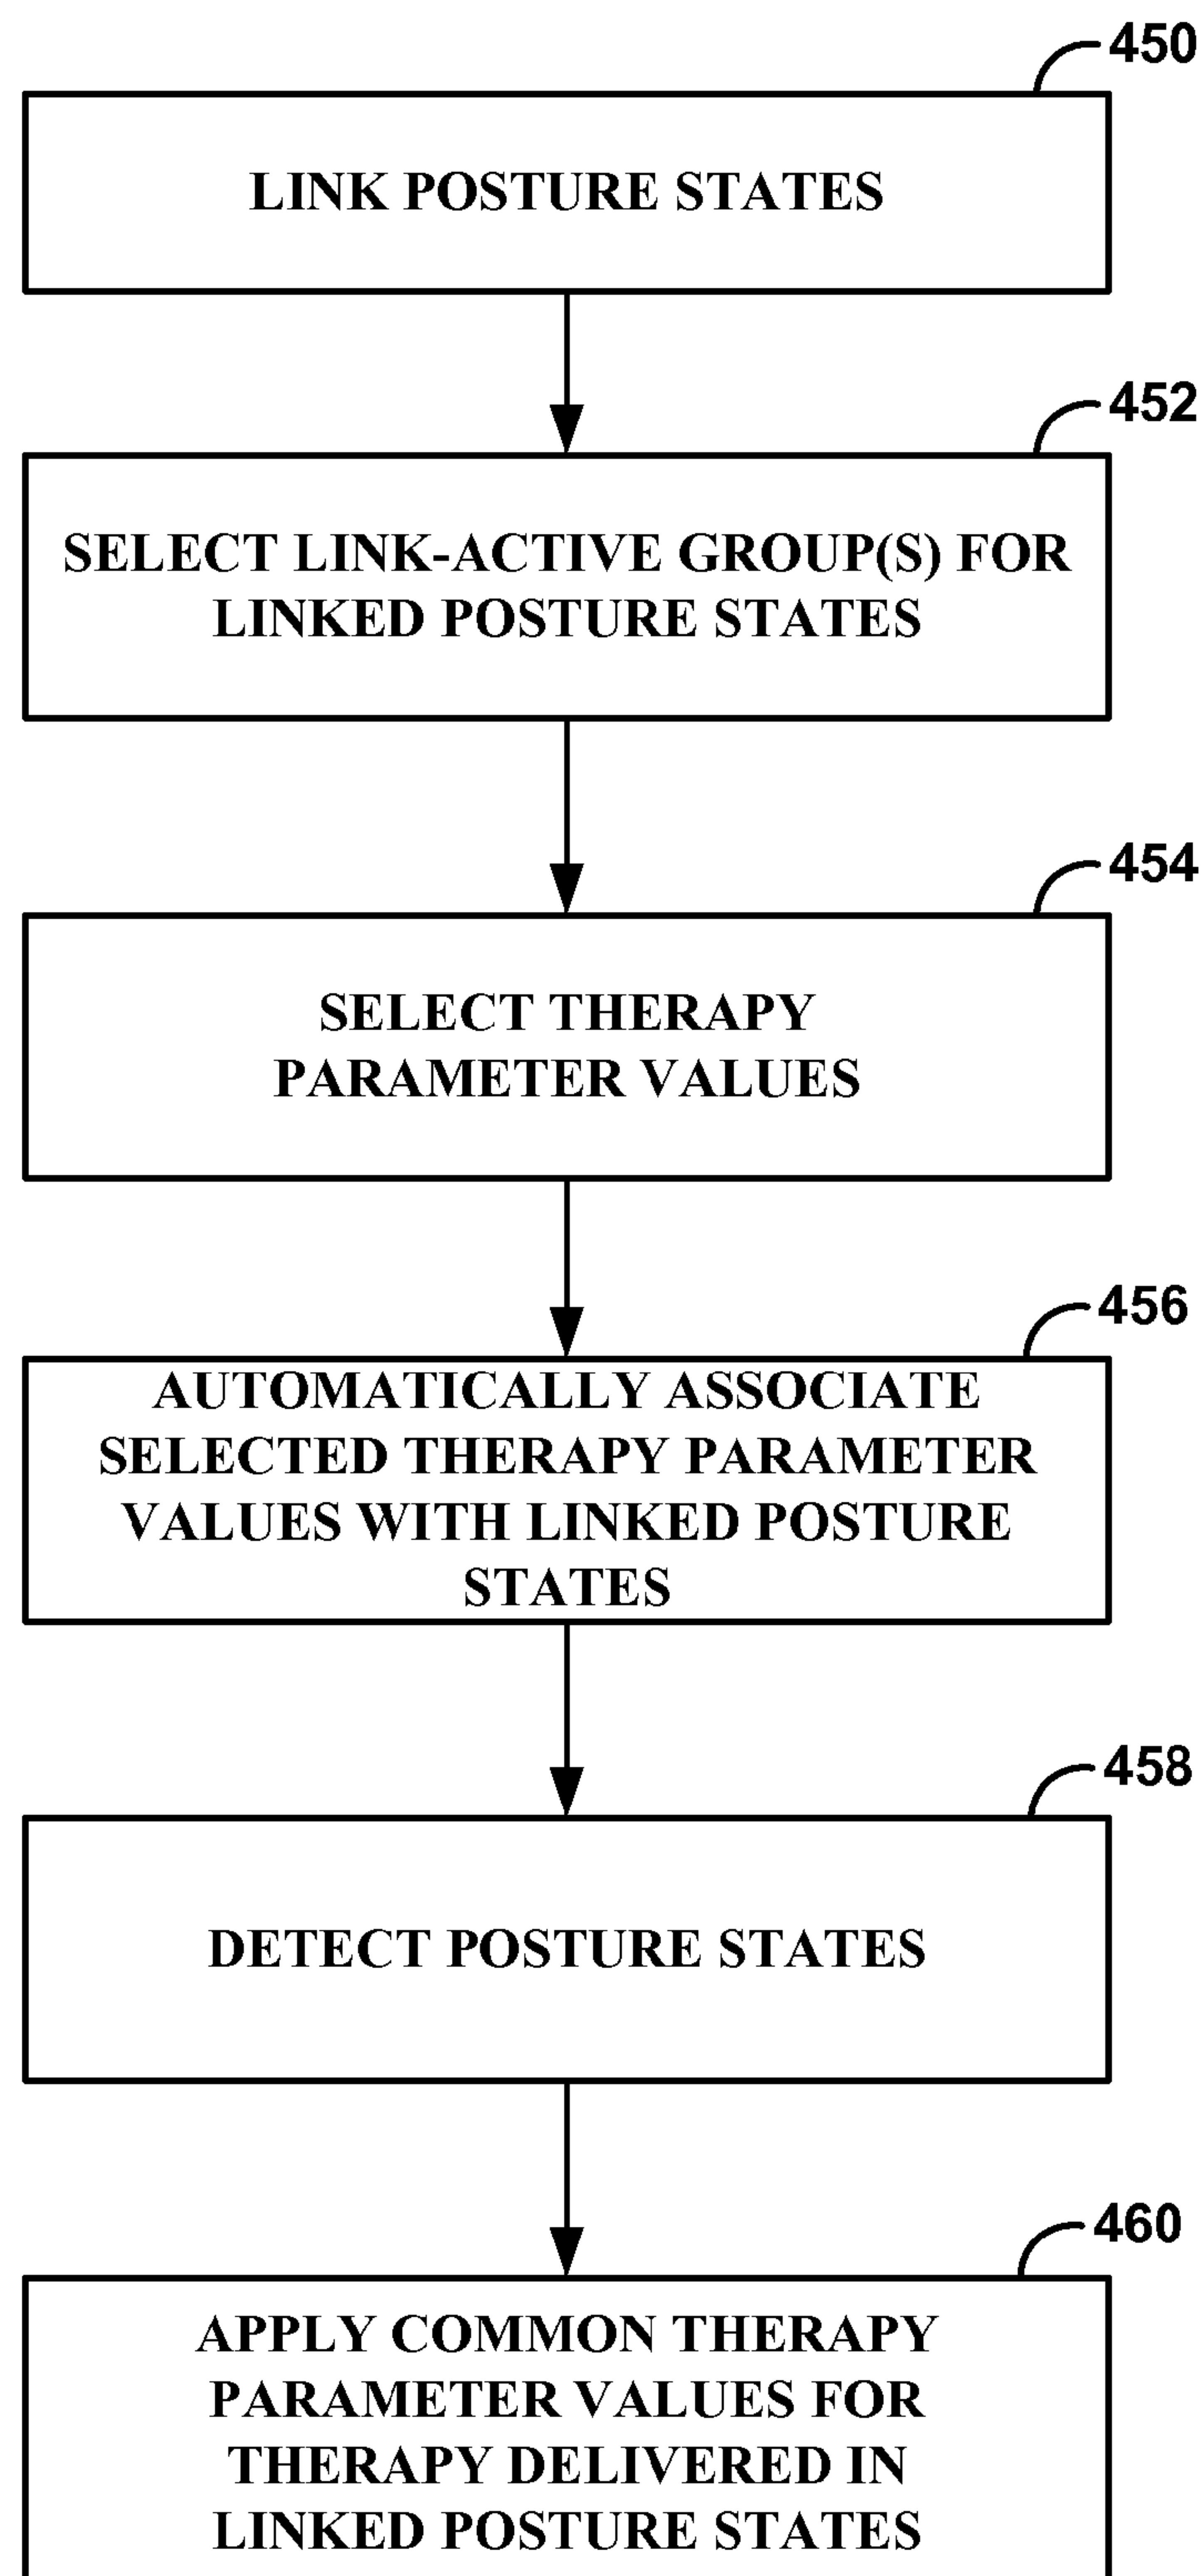 450
LINK POSTURE STATES
452
SELECT LINK-ACTIVE GROUP(S) FOR
LINKED POSTURE STATES
454
SELECT THERAPY
PARAMETER VALUES
456
AUTOMATICALLY ASSOCIATE
SELECTED THERAPY PARAMETER
VALUES WITH LINKED POSTURE
STATES
458
DETECT POSTURE STATES
460
APPLY COMMON THERAPY
PARAMETER VALUES FOR
THERAPY DELIVERED IN
LINKED POSTURE STATES